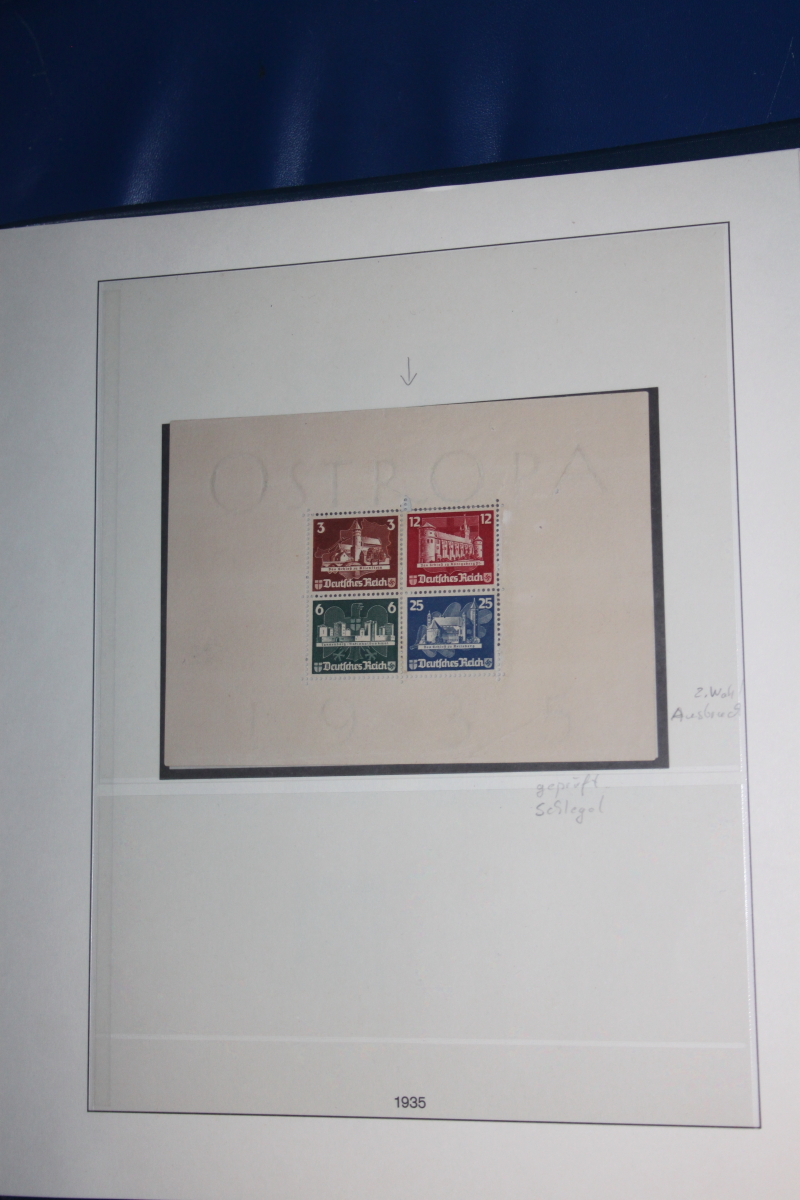 ↓
OSTROPA
3 3
Deutsches Reich
12 12
Deutsches Reich
6 6
Deutsches Reich
25 25
Deutsches Reich
1935
2. Wahl
Ausbruch
geprüft
Schlegel
1935